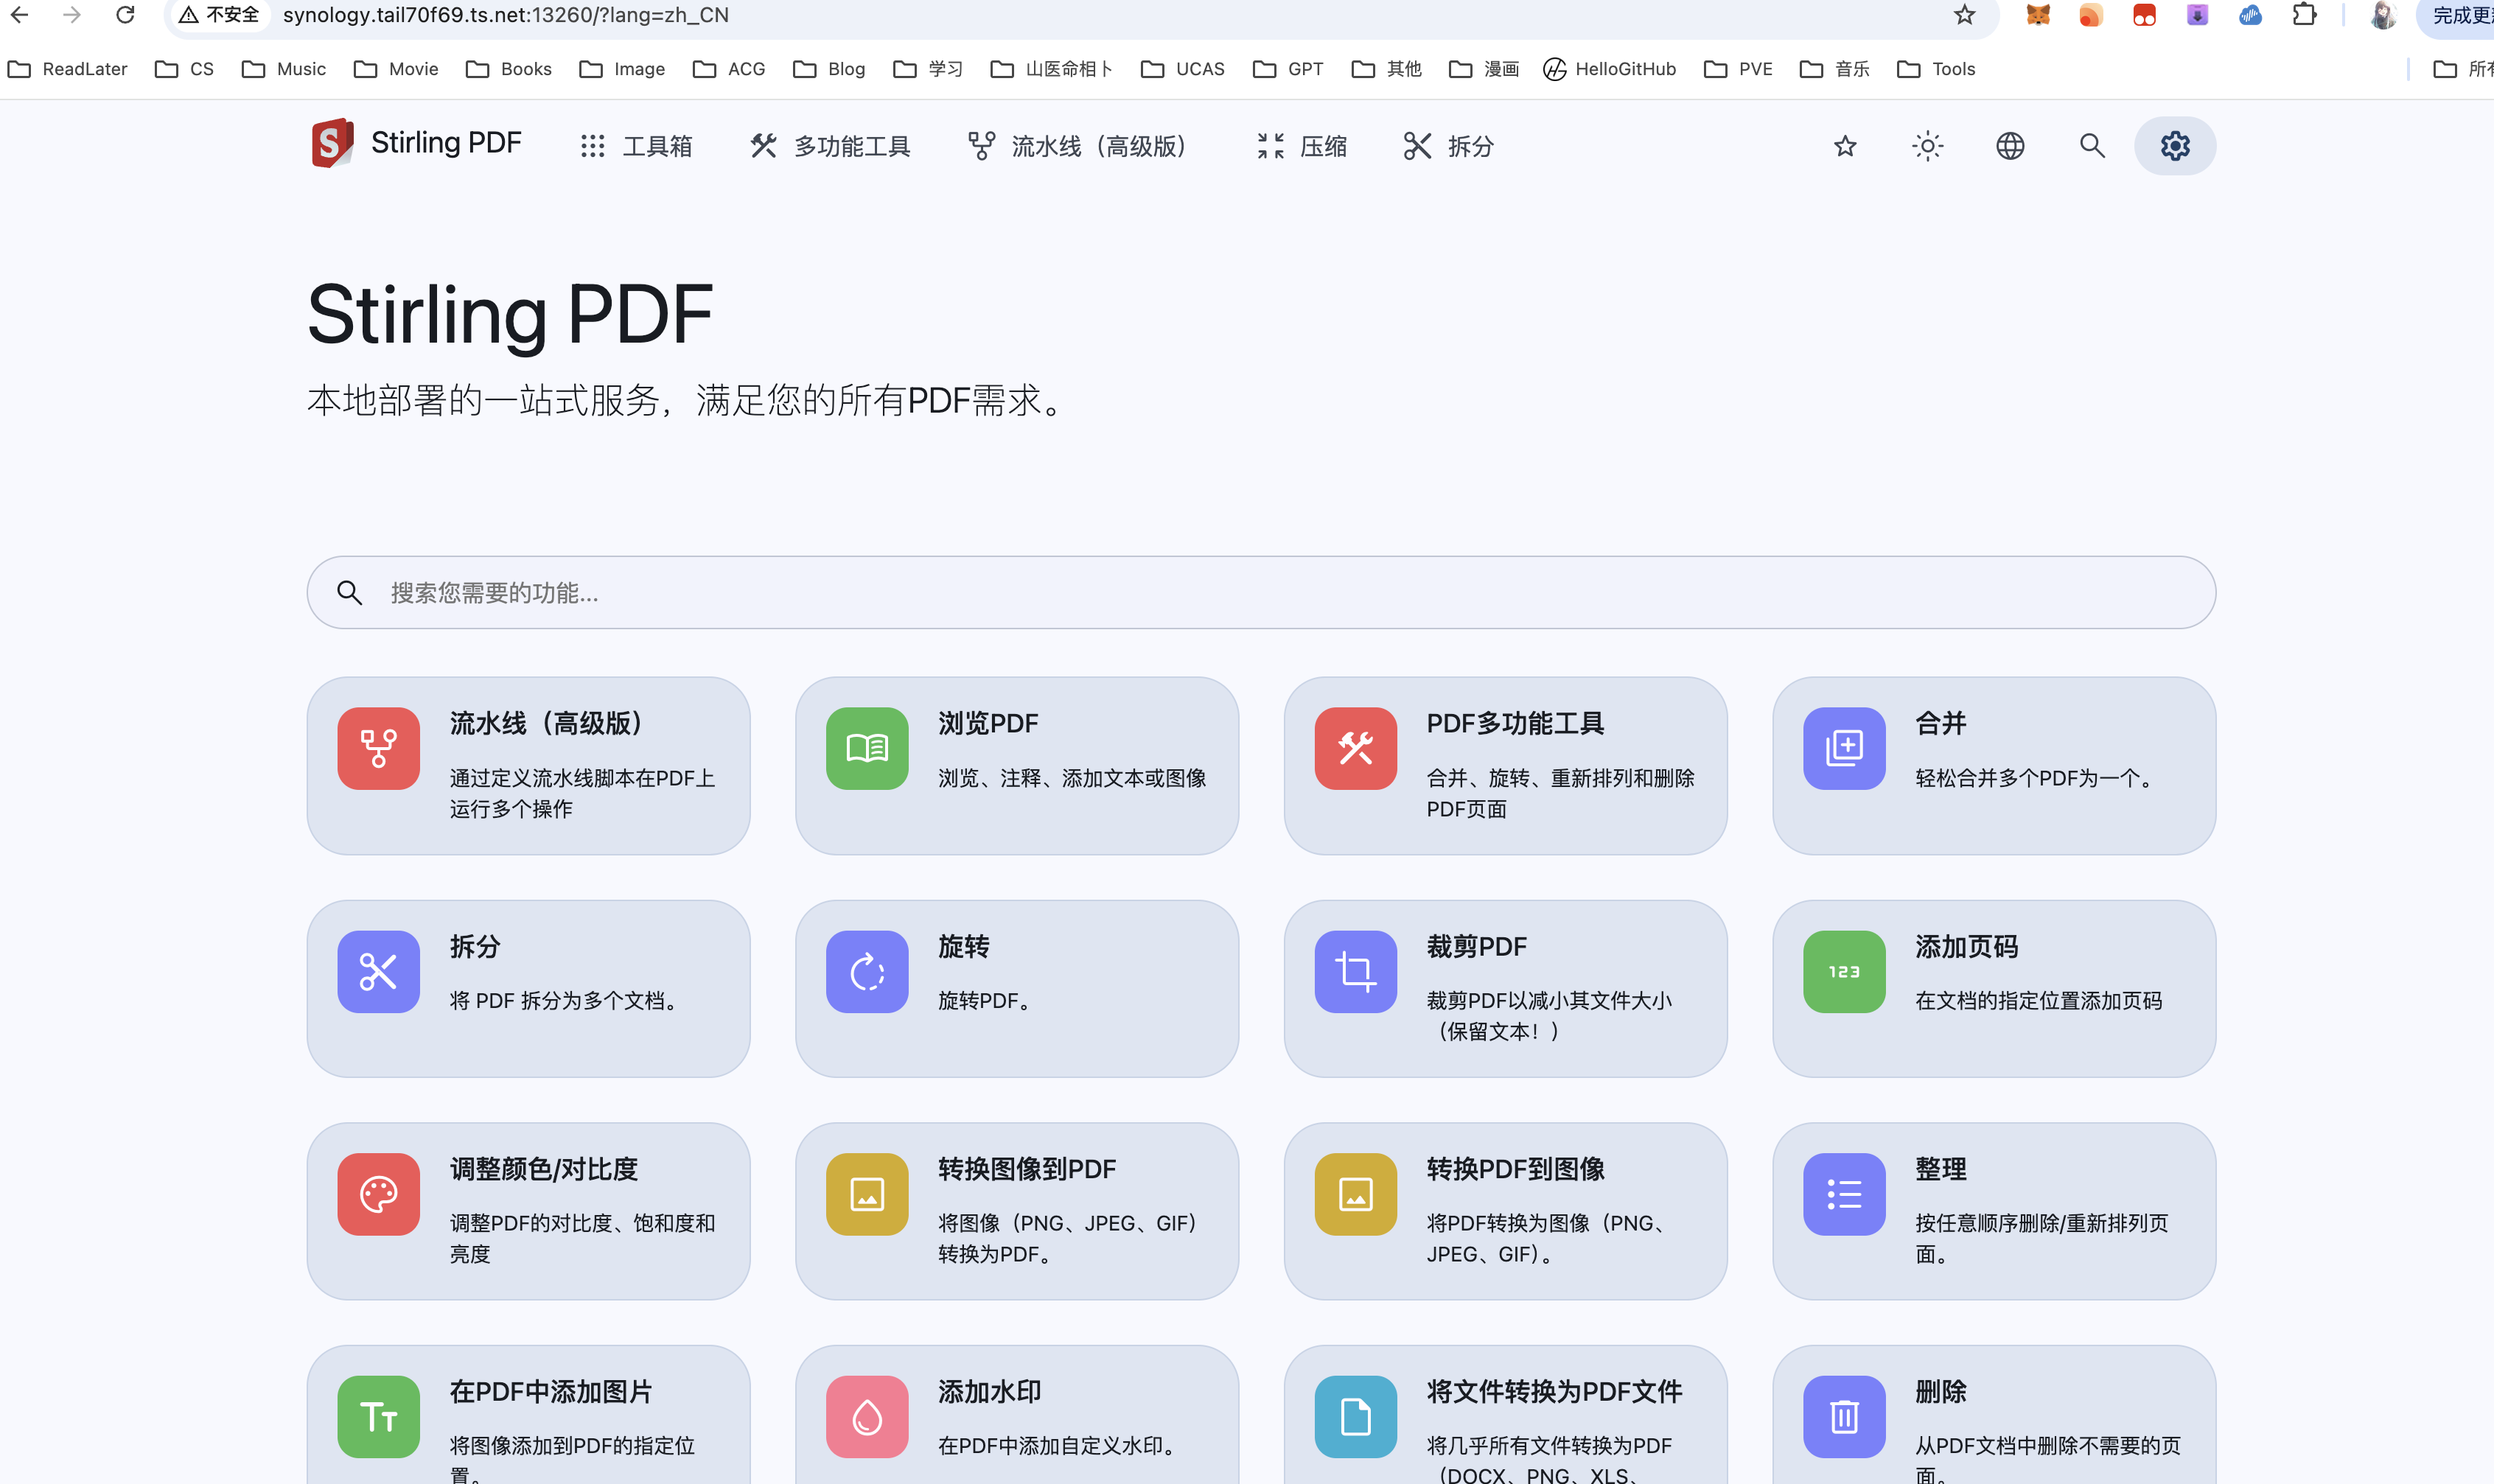 不安全 synology.tail70f69.ts.net:13260/?lang=zh_CN
ReadLater CS Music Movie Books Image ACG Blog 学习 山医命相卜 UCAS GPT 其他 漫画 HelloGitHub PVE 音乐 Tools
Stirling PDF 工具箱 多功能工具 流水线（高级版） 压缩 拆分
Stirling PDF
本地部署的一站式服务，满足您的所有PDF需求。
搜索您需要的功能...
流水线（高级版）
通过定义流水线脚本在PDF上
运行多个操作
浏览PDF
浏览、注释、添加文本或图像
PDF多功能工具
合并、旋转、重新排列和删除
PDF页面
合并
轻松合并多个PDF为一个。
拆分
将 PDF 拆分为多个文档。
旋转
旋转PDF。
裁剪PDF
裁剪PDF以减小其文件大小
（保留文本！）
123
添加页码
在文档的指定位置添加页码
调整颜色/对比度
调整PDF的对比度、饱和度和
亮度
转换图像到PDF
将图像（PNG、JPEG、GIF）
转换为PDF。
转换PDF到图像
将PDF转换为图像（PNG、
JPEG、GIF）。
整理
按任意顺序删除/重新排列页
面。
在PDF中添加图片
将图像添加到PDF的指定位
置。
添加水印
在PDF中添加自定义水印。
将文件转换为PDF文件
将几乎所有文件转换为PDF
（DOCX、PNG、XLS、
删除
从PDF文档中删除不需要的页
面。